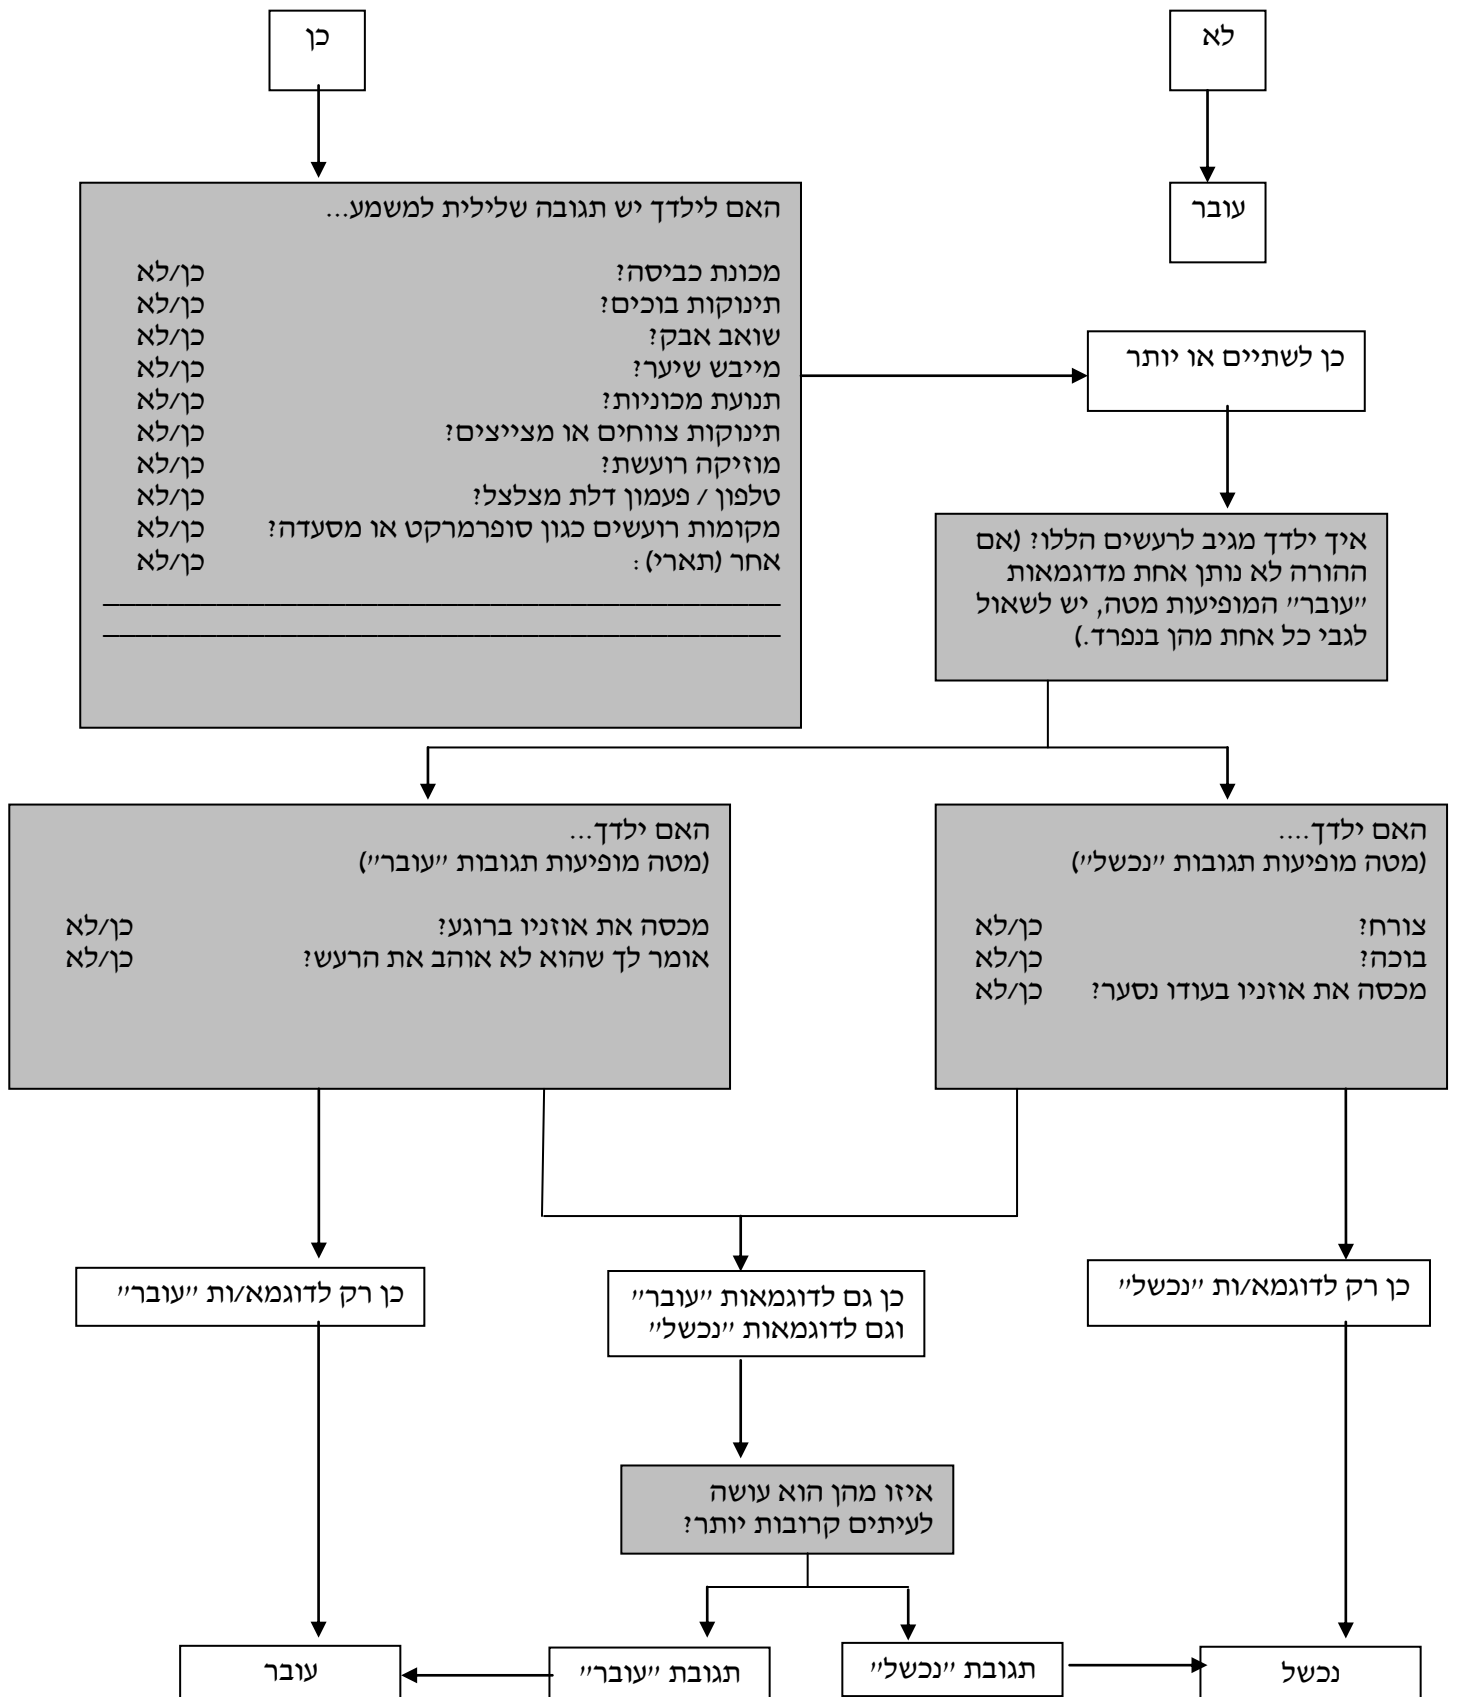 כן
לא
עובר
האם לילדך יש תגובה שלילית למשמע...
מכונת כביסה? כן/לא
תינוקות בוכים? כן/לא
שואב אבק? כן/לא
מייבש שיער? כן/לא
תנועת מכוניות? כן/לא
תינוקות צווחים או מצייצים? כן/לא
מוזיקה רועשת? כן/לא
טלפון / פעמון דלת מצלצל? כן/לא
מקומות רועשים כגון סופרמרקט או מסעדה? כן/לא
אחר (תארי): כן/לא
כן לשתיים או יותר
איך ילדך מגיב לרעשים הללו? (אם
ההורה לא נותן אחת מדוגמאות
"עובר" המופיעות מטה, יש לשאול
לגבי כל אחת מהן בנפרד.)
האם ילדך....
(מטה מופיעות תגובות "נכשל")
צורח? כן/לא
בוכה? כן/לא
מכסה את אוזניו בעודו נסער? כן/לא
האם ילדך...
(מטה מופיעות תגובות "עובר")
מכסה את אוזניו ברוגע? כן/לא
אומר לך שהוא לא אוהב את הרעש? כן/לא
כן רק לדוגמא/ות "נכשל"
כן גם לדוגמאות "עובר"
וגם לדוגמאות "נכשל"
כן רק לדוגמא/ות "עובר"
איזו מהן הוא עושה
לעיתים קרובות יותר?
נכשל
תגובת "נכשל"
תגובת "עובר"
עובר